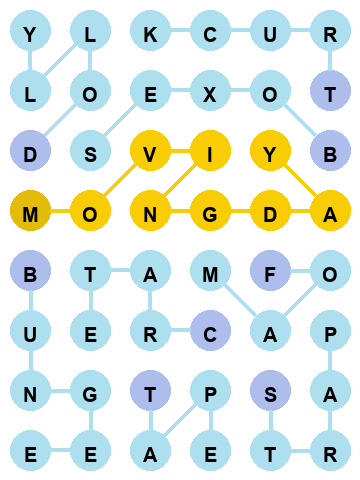 Y L K C U R
L O E X O T
D S V I Y B
M O N G D A
B T A M F O
U E R C A P
N G T P S A
E E A E T R